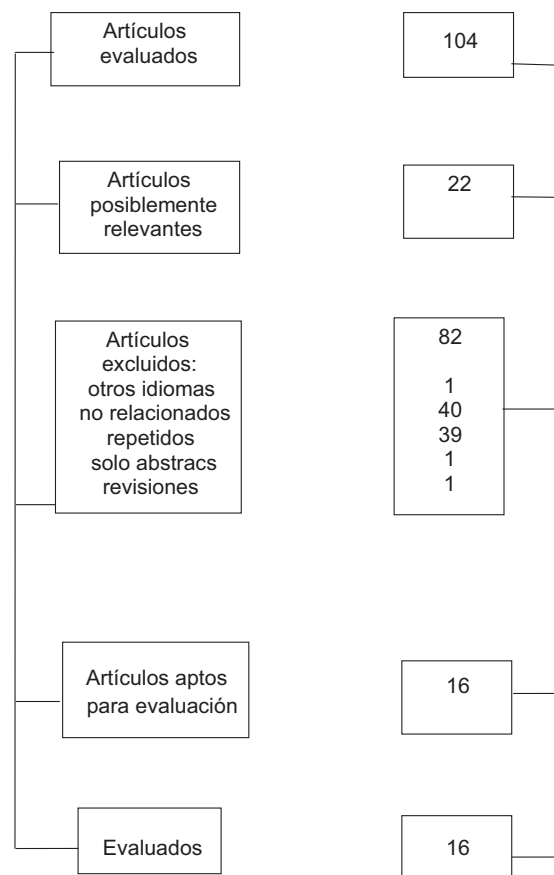 Artículos
evaluados
104
Artículos
posiblemente
relevantes
22
Artículos
excluidos:
otros idiomas
no relacionados
repetidos
solo abstracs
revisiones
82
1
40
39
1
1
Artículos aptos
para evaluación
16
Evaluados
16